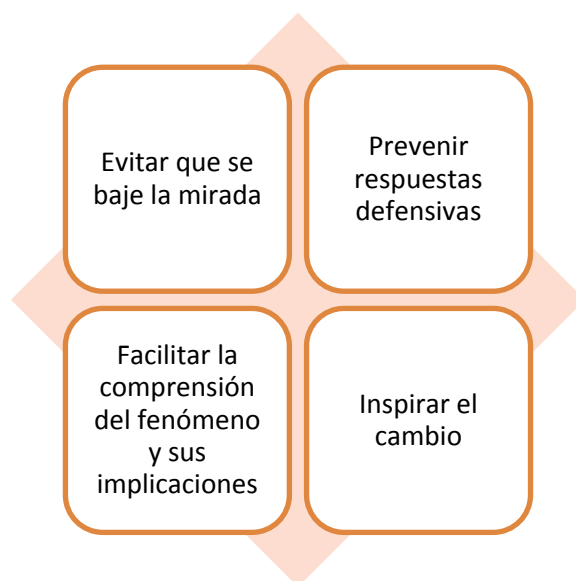 Evitar que se
baje la mirada
Prevenir
respuestas
defensivas
Facilitar la
comprensión
del fenómeno
y sus
implicaciones
Inspirar el
cambio